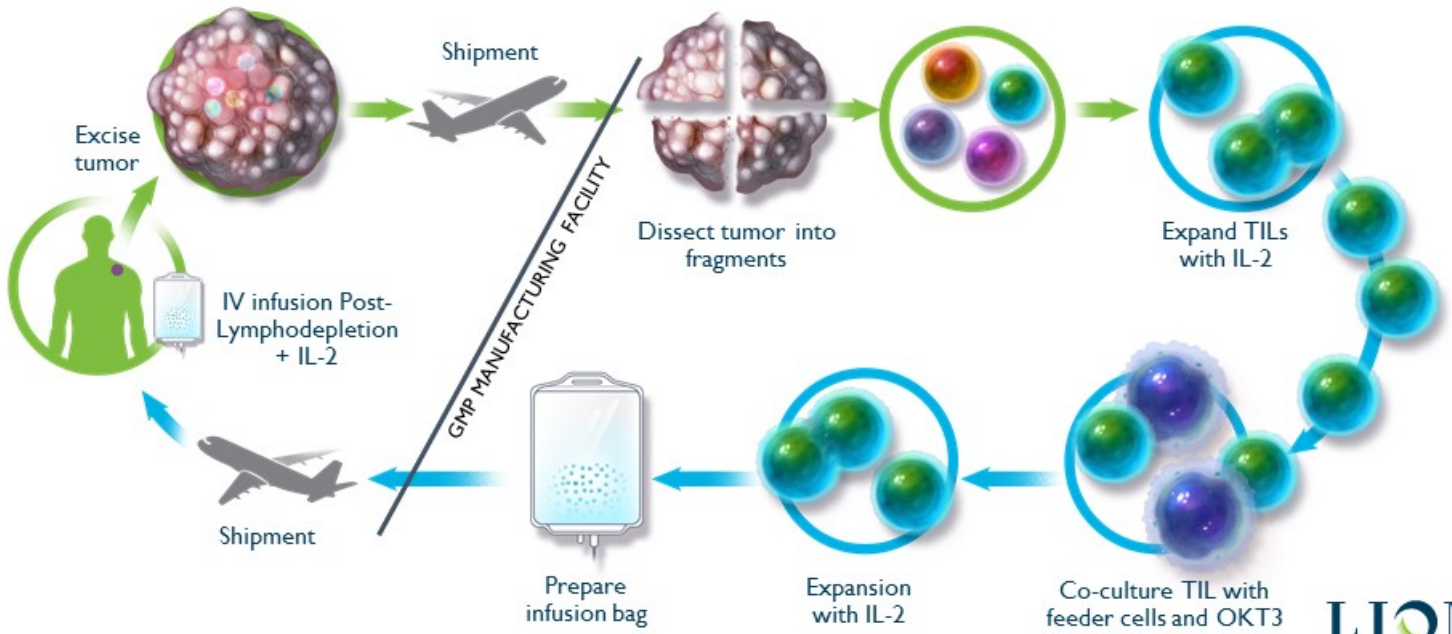 Shipment
Excise
tumor
GMP MANUFACTURING FACILITY
Dissect tumor into
fragments
Expand TILs
with IL-2
IV infusion Post-
Lymphodepletion
+ IL-2
Shipment
Prepare
infusion bag
Expansion
with IL-2
Co-culture TIL with
feeder cells and OKT3